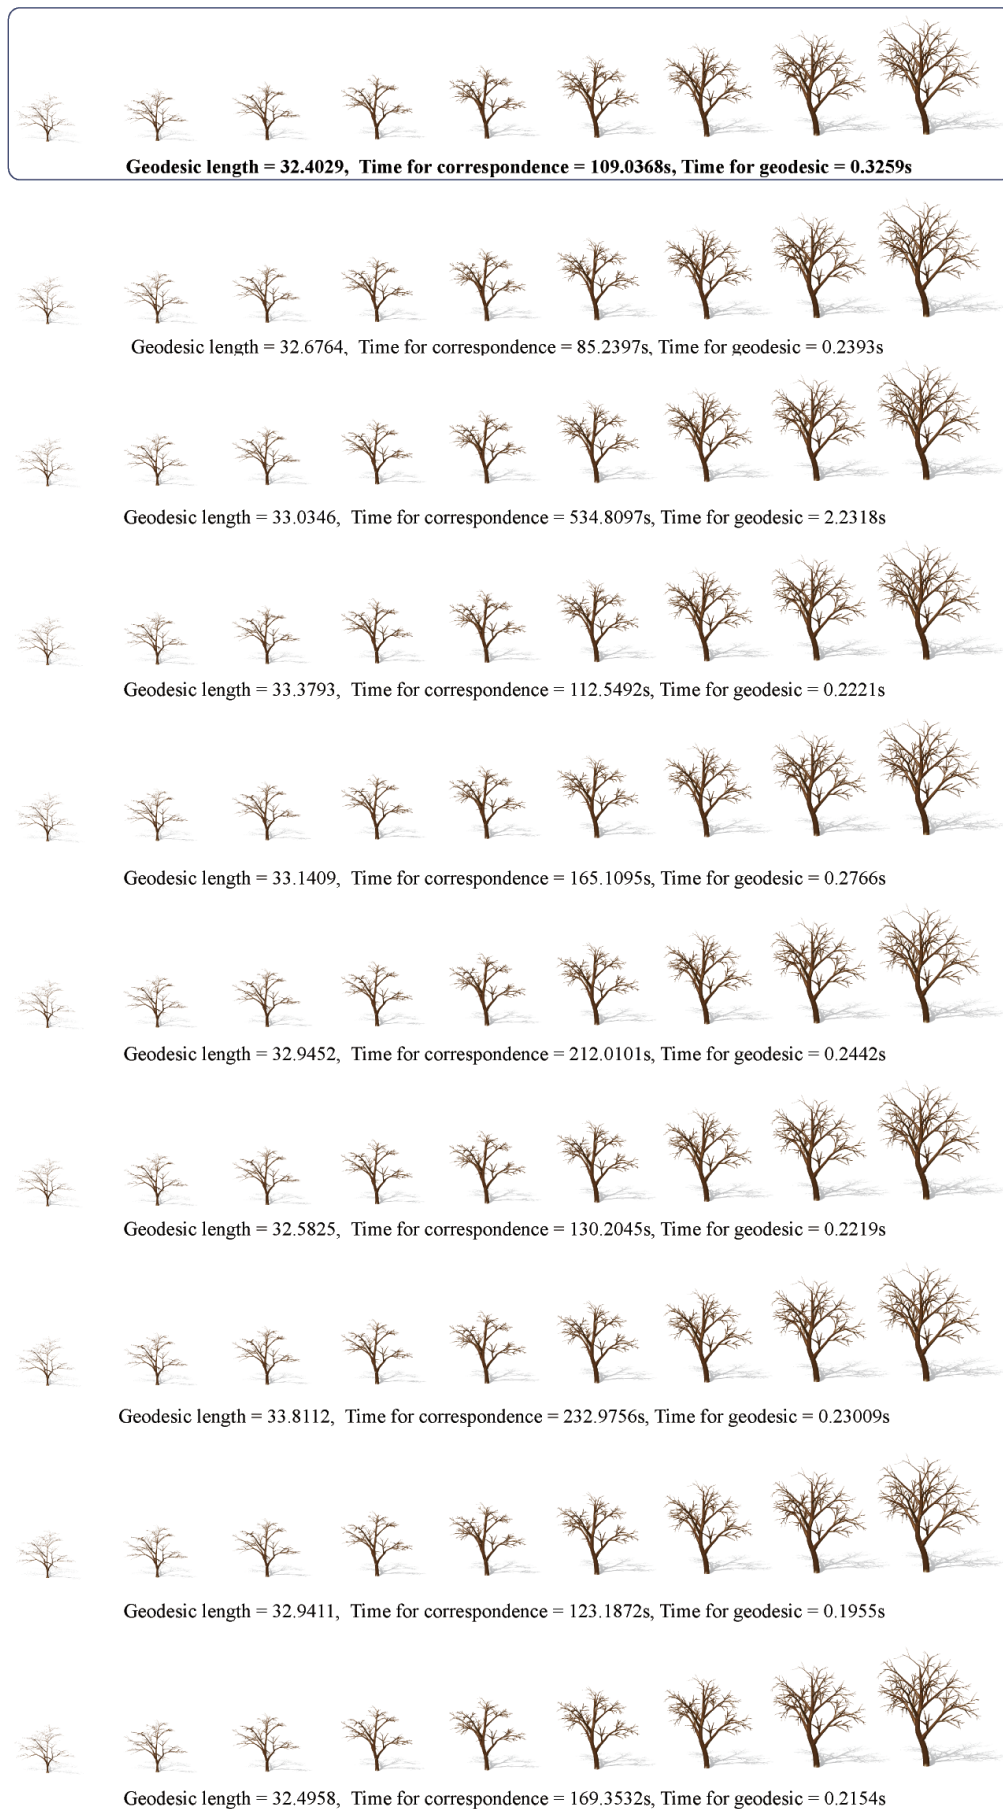 Geodesic length = 32.4029, Time for correspondence = 109.0368s, Time for geodesic = 0.3259s
Geodesic length = 32.6764, Time for correspondence = 85.2397s, Time for geodesic = 0.2393s
Geodesic length = 33.0346, Time for correspondence = 534.8097s, Time for geodesic = 2.2318s
Geodesic length = 33.3793, Time for correspondence = 112.5492s, Time for geodesic = 0.2221s
Geodesic length = 33.1409, Time for correspondence = 165.1095s, Time for geodesic = 0.2766s
Geodesic length = 32.9452, Time for correspondence = 212.0101s, Time for geodesic = 0.2442s
Geodesic length = 32.5825, Time for correspondence = 130.2045s, Time for geodesic = 0.2219s
Geodesic length = 33.8112, Time for correspondence = 232.9756s, Time for geodesic = 0.23009s
Geodesic length = 32.9411, Time for correspondence = 123.1872s, Time for geodesic = 0.1955s
Geodesic length = 32.4958, Time for correspondence = 169.3532s, Time for geodesic = 0.2154s